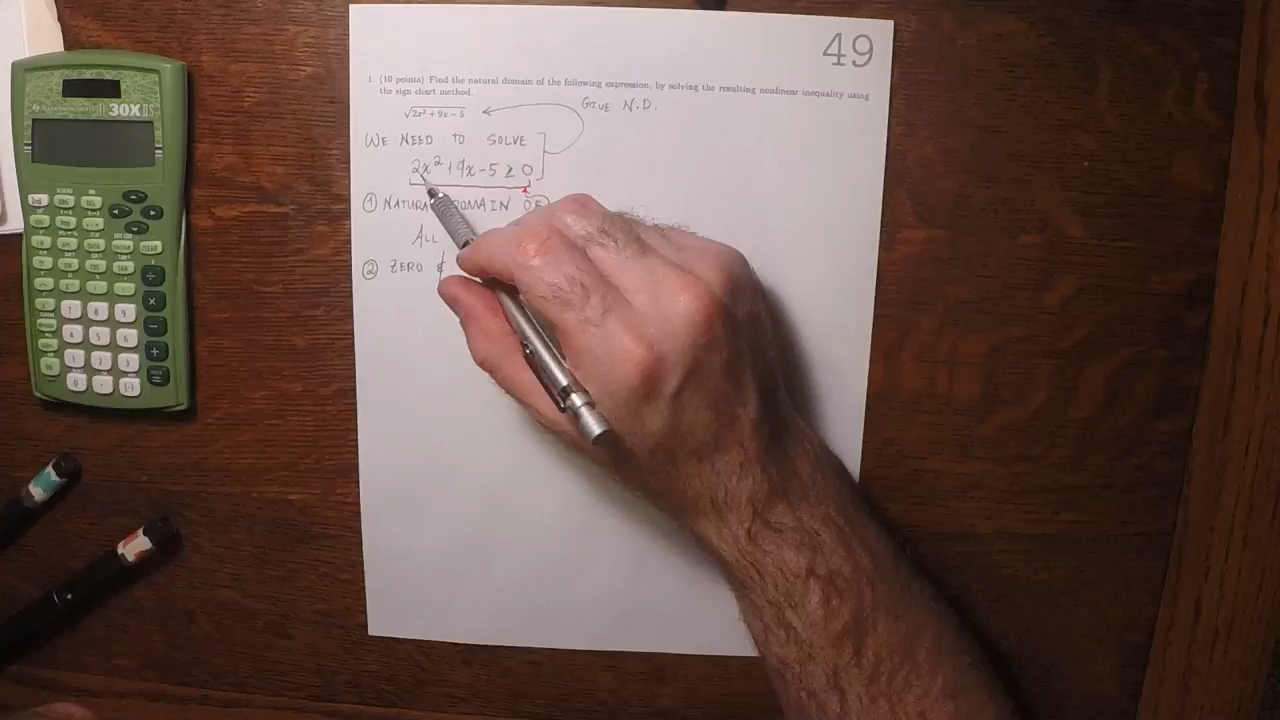 49
1. (10 points) Find the natural domain of the following expression, by solving the resulting nonlinear inequality using
the sign chart method.
√2x² + 9x − 5
GIVE N.D.
WE NEED TO SOLVE
2x² + 9x − 5 ≥ 0
① NATURAL DOMAIN OF
ALL
② ZERO &
30X IIS